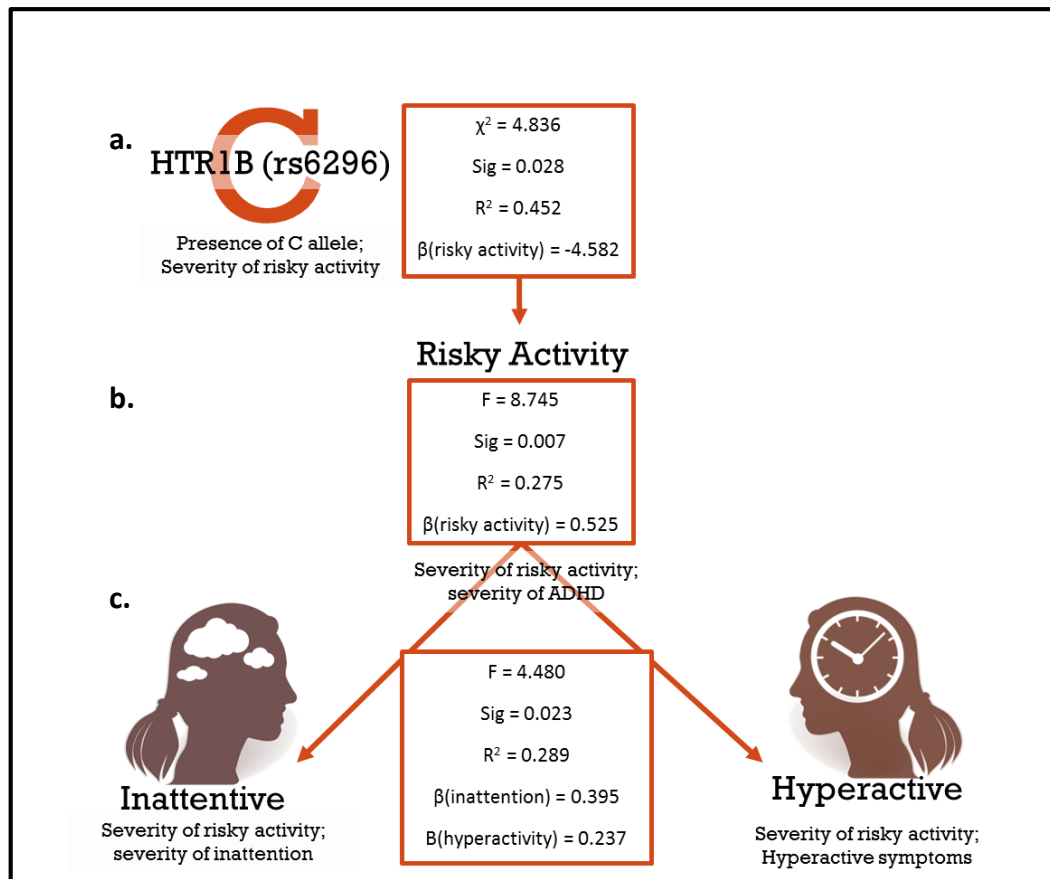 a.
C
HTR1B (rs6296)
Presence of C allele;
Severity of risky activity
χ² = 4.836
Sig = 0.028
R² = 0.452
β(risky activity) = -4.582
Risky Activity
b.
F = 8.745
Sig = 0.007
R² = 0.275
β(risky activity) = 0.525
Severity of risky activity;
severity of ADHD
c.
F = 4.480
Sig = 0.023
R² = 0.289
β(inattention) = 0.395
B(hyperactivity) = 0.237
Inattentive
Severity of risky activity;
severity of inattention
Hyperactive
Severity of risky activity;
Hyperactive symptoms